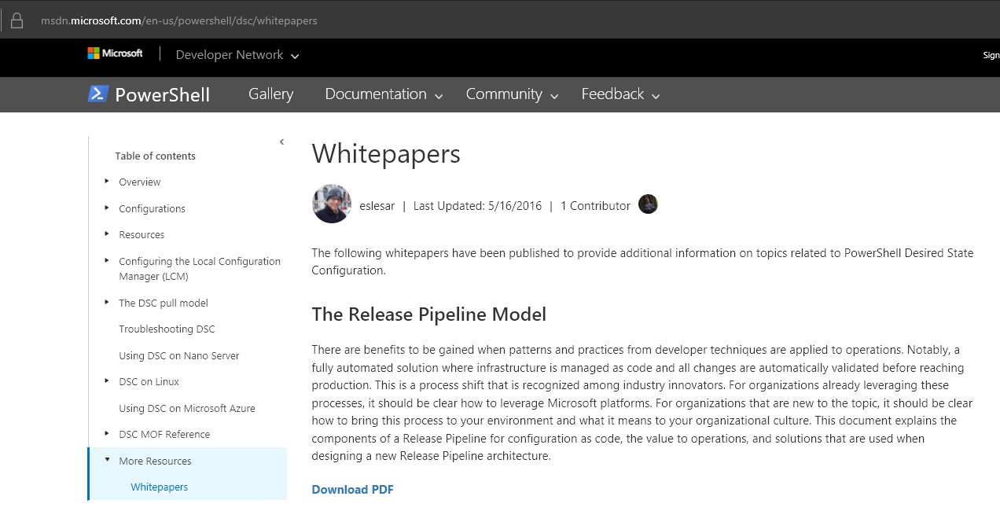 msdn.microsoft.com/en-us/powershell/dsc/whitepapers
Microsoft
Developer Network
Sign
PowerShell
Gallery
Documentation
Community
Feedback
Table of contents
Overview
Configurations
Resources
Configuring the Local Configuration
Manager (LCM)
The DSC pull model
Troubleshooting DSC
Using DSC on Nano Server
DSC on Linux
Using DSC on Microsoft Azure
DSC MOF Reference
More Resources
Whitepapers
Whitepapers
eslesar | Last Updated: 5/16/2016 | 1 Contributor
The following whitepapers have been published to provide additional information on topics related to PowerShell Desired State
Configuration.
The Release Pipeline Model
There are benefits to be gained when patterns and practices from developer techniques are applied to operations. Notably, a
fully automated solution where infrastructure is managed as code and all changes are automatically validated before reaching
production. This is a process shift that is recognized among industry innovators. For organizations already leveraging these
processes, it should be clear how to leverage Microsoft platforms. For organizations that are new to the topic, it should be clear
how to bring this process to your environment and what it means to your organizational culture. This document explains the
components of a Release Pipeline for configuration as code, the value to operations, and solutions that are used when
designing a new Release Pipeline architecture.
Download PDF